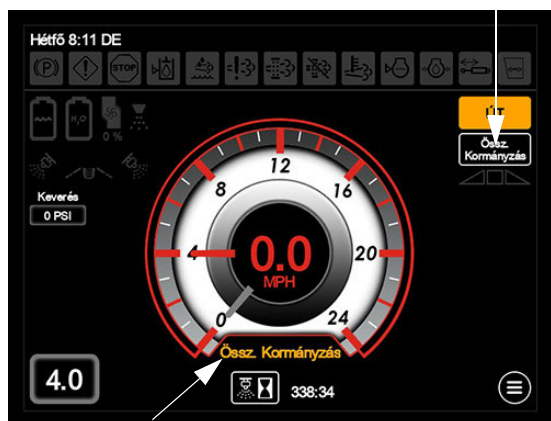 Hétfő 8:11 DE
(P)
STOP
H₂O
0 %
ÚT
Össz.
Kormányzás
Keverés
0 PSI
0
4
8
12
16
20
24
0.0
MPH
Össz. Kormányzás
4.0
338:34